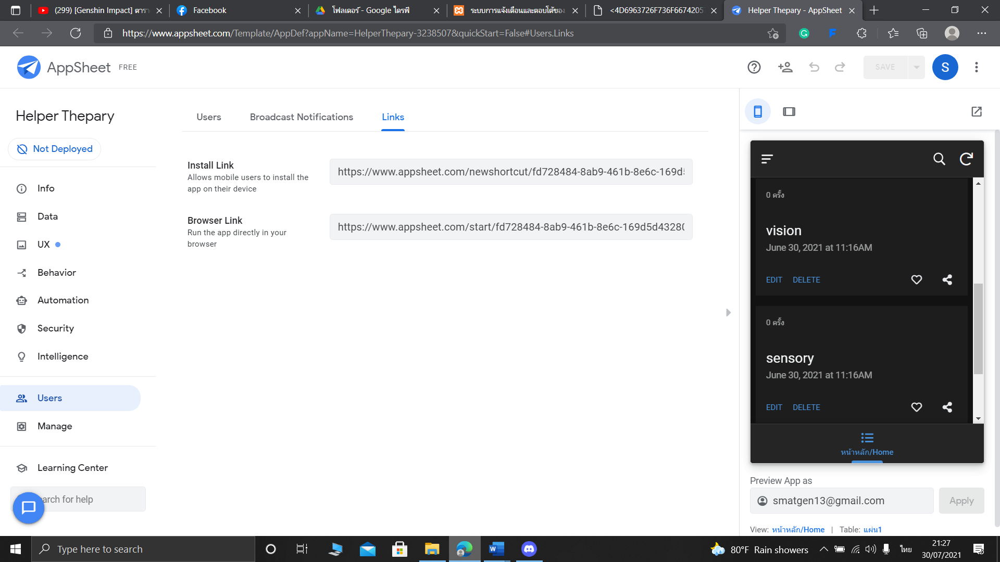 (299) [Genshin Impact] ตารา
Facebook
โฟลเดอร์ - Google ไดรฟ์
ระบบการแจ้งเตือนและตอบโต้ของ
<4D6963726F736F6674205
Helper Thepary - AppSheet
https://www.appsheet.com/Template/AppDef?appName=HelperThepary-3238507&quickStart=False#Users.Links
AppSheet FREE
SAVE
S
Helper Thepary
Not Deployed
Info
Data
UX
Behavior
Automation
Security
Intelligence
Users
Manage
Learning Center
arch for help
Users
Broadcast Notifications
Links
Install Link
Allows mobile users to install the
app on their device
https://www.appsheet.com/newshortcut/fd728484-8ab9-461b-8e6c-169d5
Browser Link
Run the app directly in your
browser
https://www.appsheet.com/start/fd728484-8ab9-461b-8e6c-169d5d43280
0 ครั้ง
vision
June 30, 2021 at 11:16AM
EDIT DELETE
0 ครั้ง
sensory
June 30, 2021 at 11:16AM
EDIT DELETE
หน้าหลัก/Home
Preview App as
smatgen13@gmail.com
Apply
View: หน้าหลัก/Home | Table: แผ่น1
Type here to search
80°F Rain showers
ไทย
21:27
30/07/2021